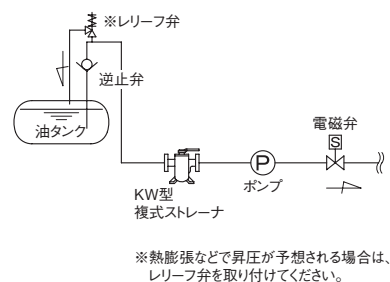 ※レリーフ弁
逆止弁
油タンク
電磁弁
S
P
ポンプ
KW型
複式ストレーナ
※熱膨張などで昇圧が予想される場合は、
レリーフ弁を取り付けてください。